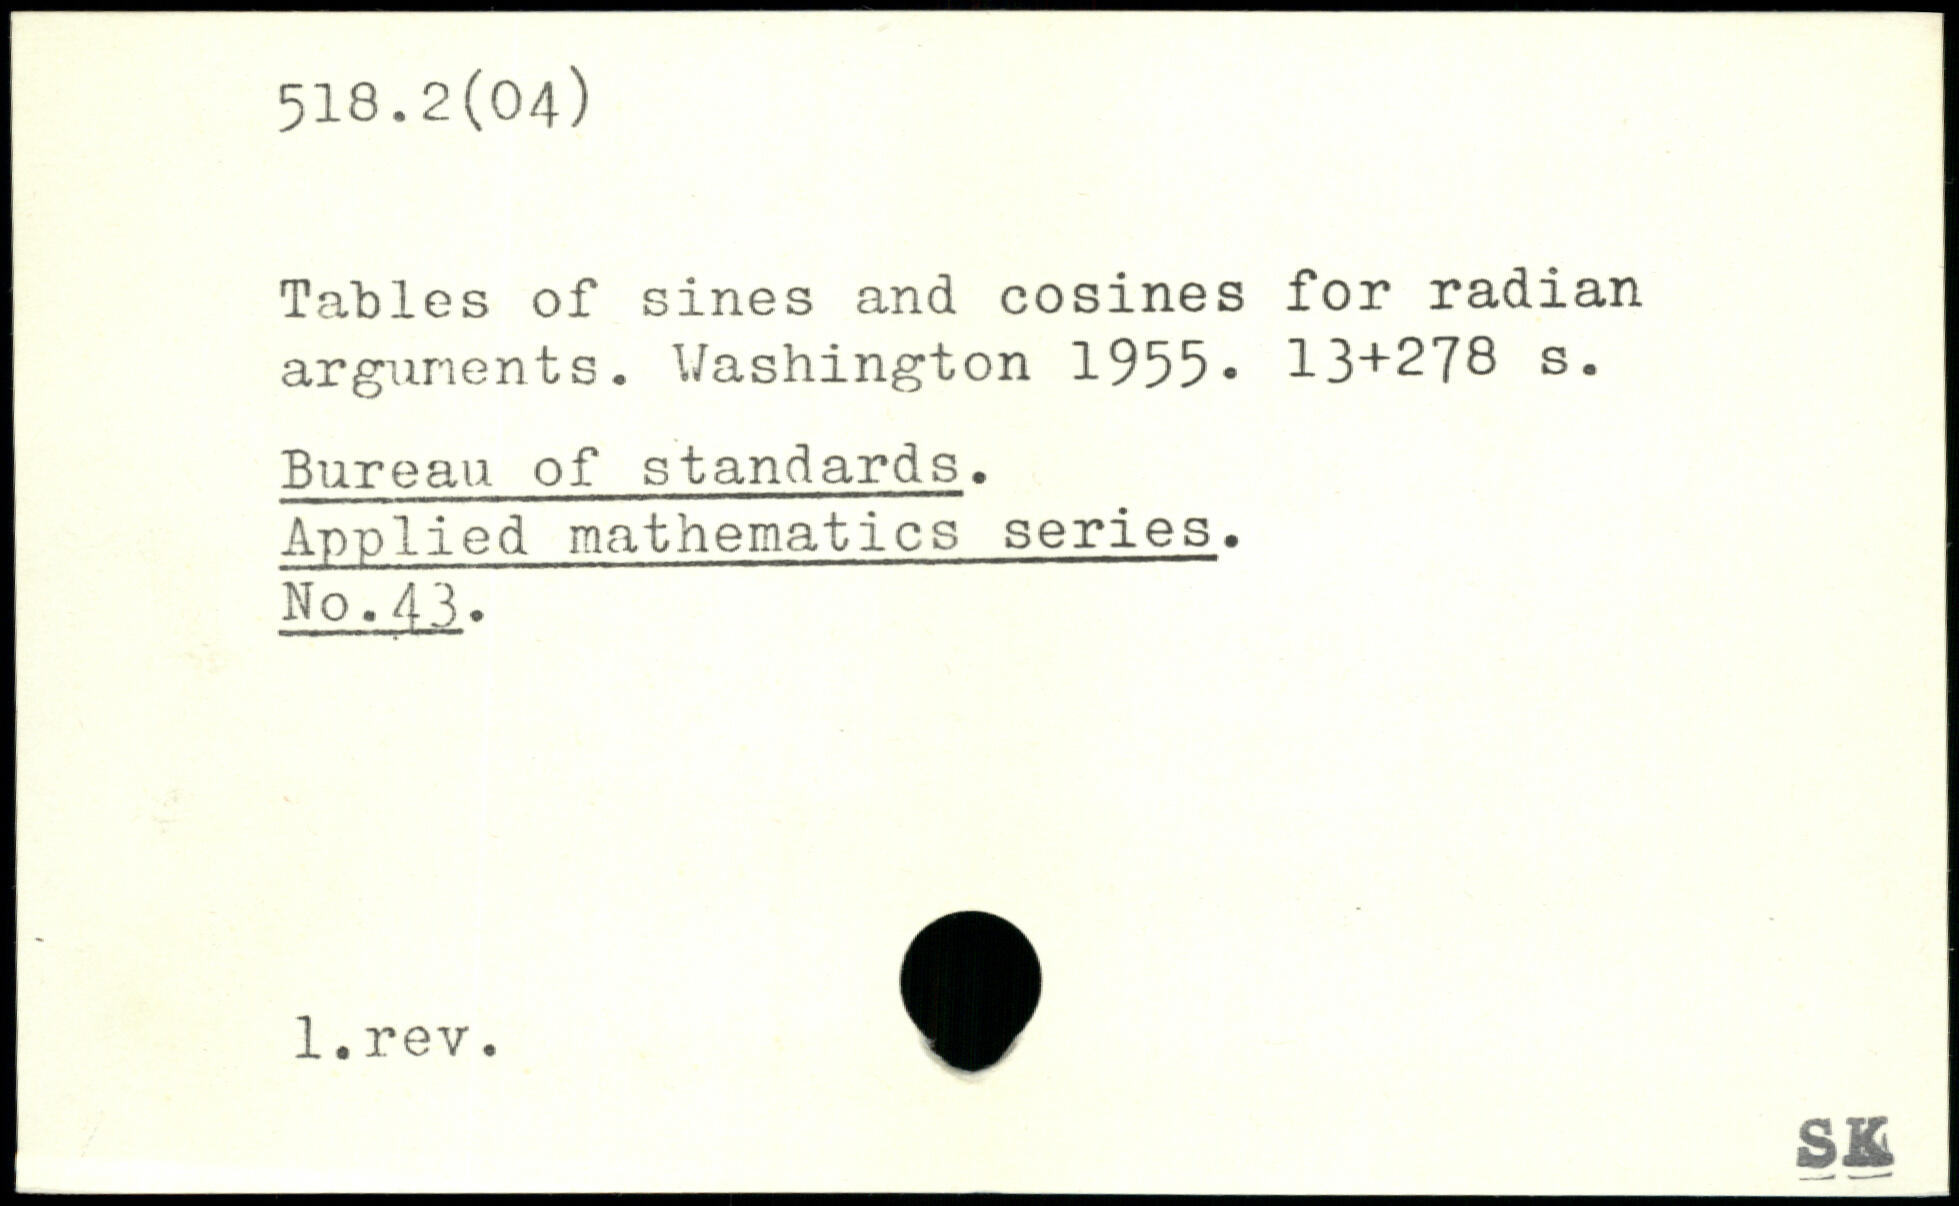 518.2(04)
Tables of sines and cosines for radian
arguments. Washington 1955. 13+278 s.
Bureau of standards.
Applied mathematics series.
No.43.
1.rev.
SK